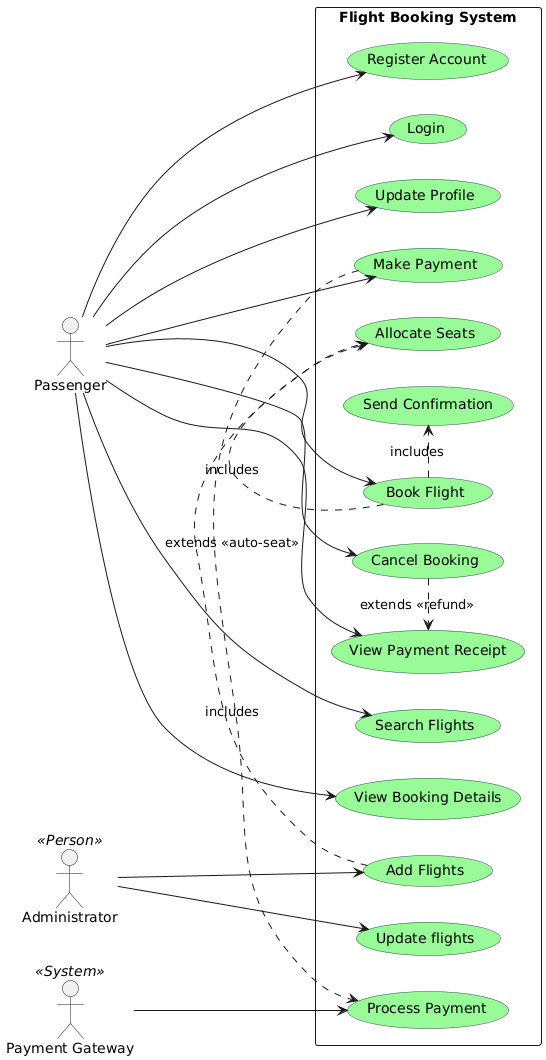 Flight Booking System
Register Account
Login
Update Profile
Make Payment
Allocate Seats
Passenger
Send Confirmation
includes
includes
Book Flight
extends «auto-seat»
Cancel Booking
extends «refund»
View Payment Receipt
includes
Search Flights
View Booking Details
«Person»
Administrator
Add Flights
Update flights
«System»
Payment Gateway
Process Payment